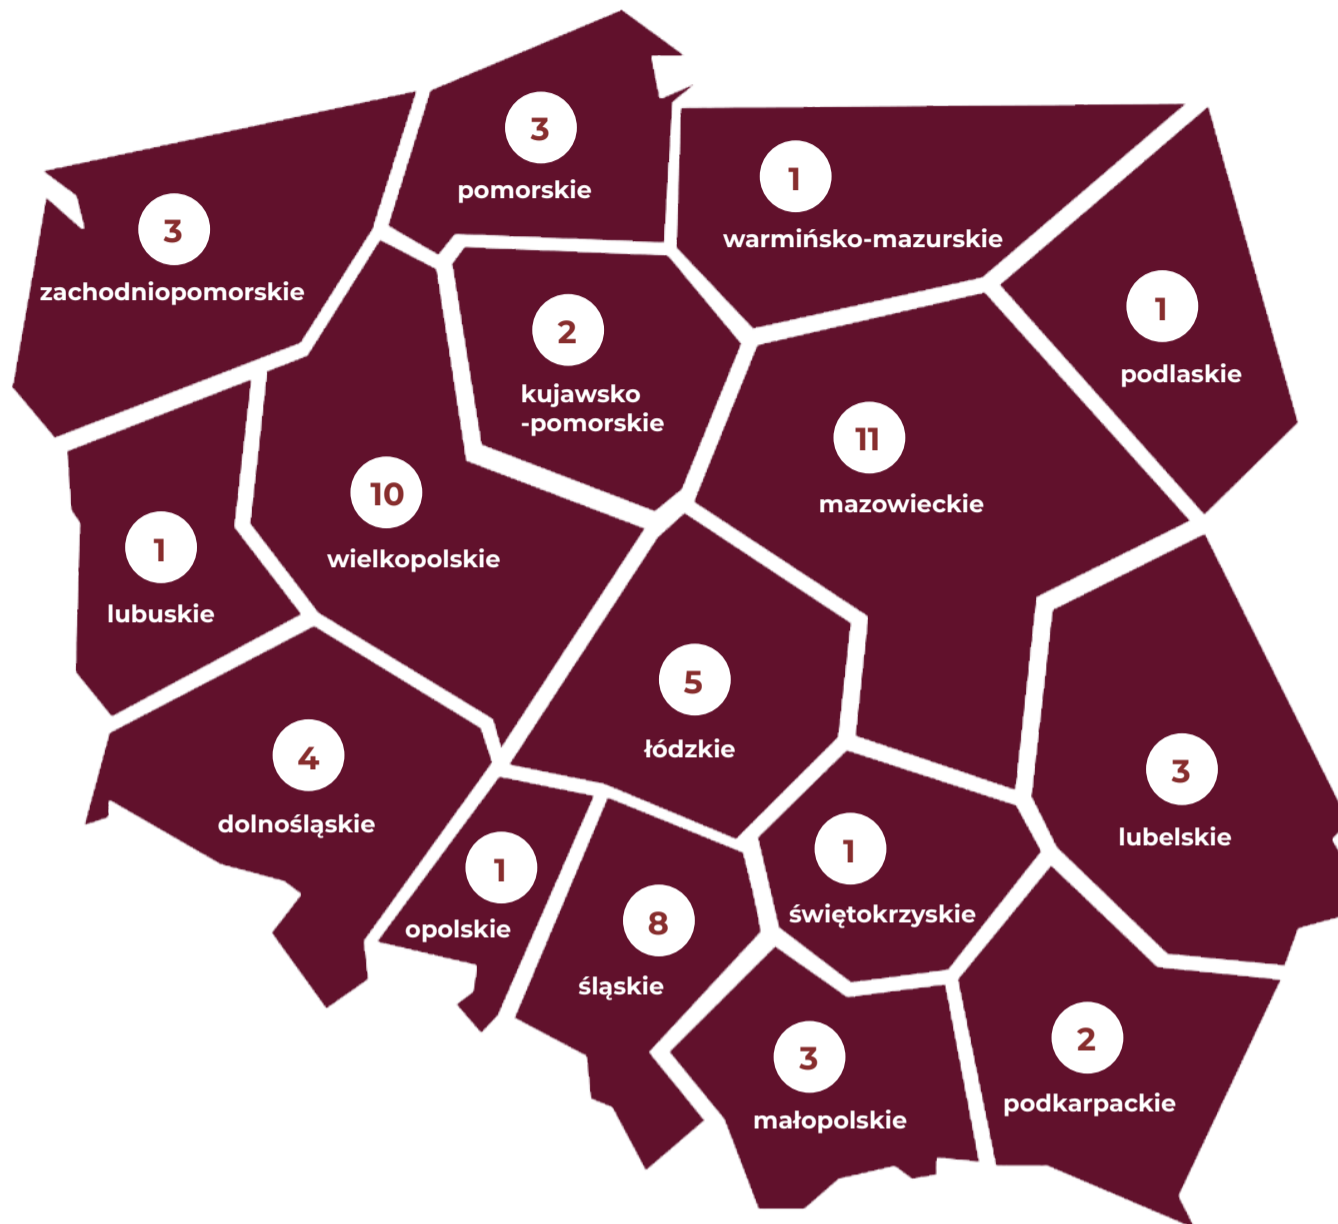 3
pomorskie
1
warmińsko-mazurskie
3
zachodniopomorskie
1
podlaskie
2
kujawsko
-pomorskie
11
mazowieckie
10
wielkopolskie
1
lubuskie
5
łódzkie
4
dolnośląskie
3
lubelskie
1
świętokrzyskie
1
opolskie
8
śląskie
2
podkarpackie
3
małopolskie